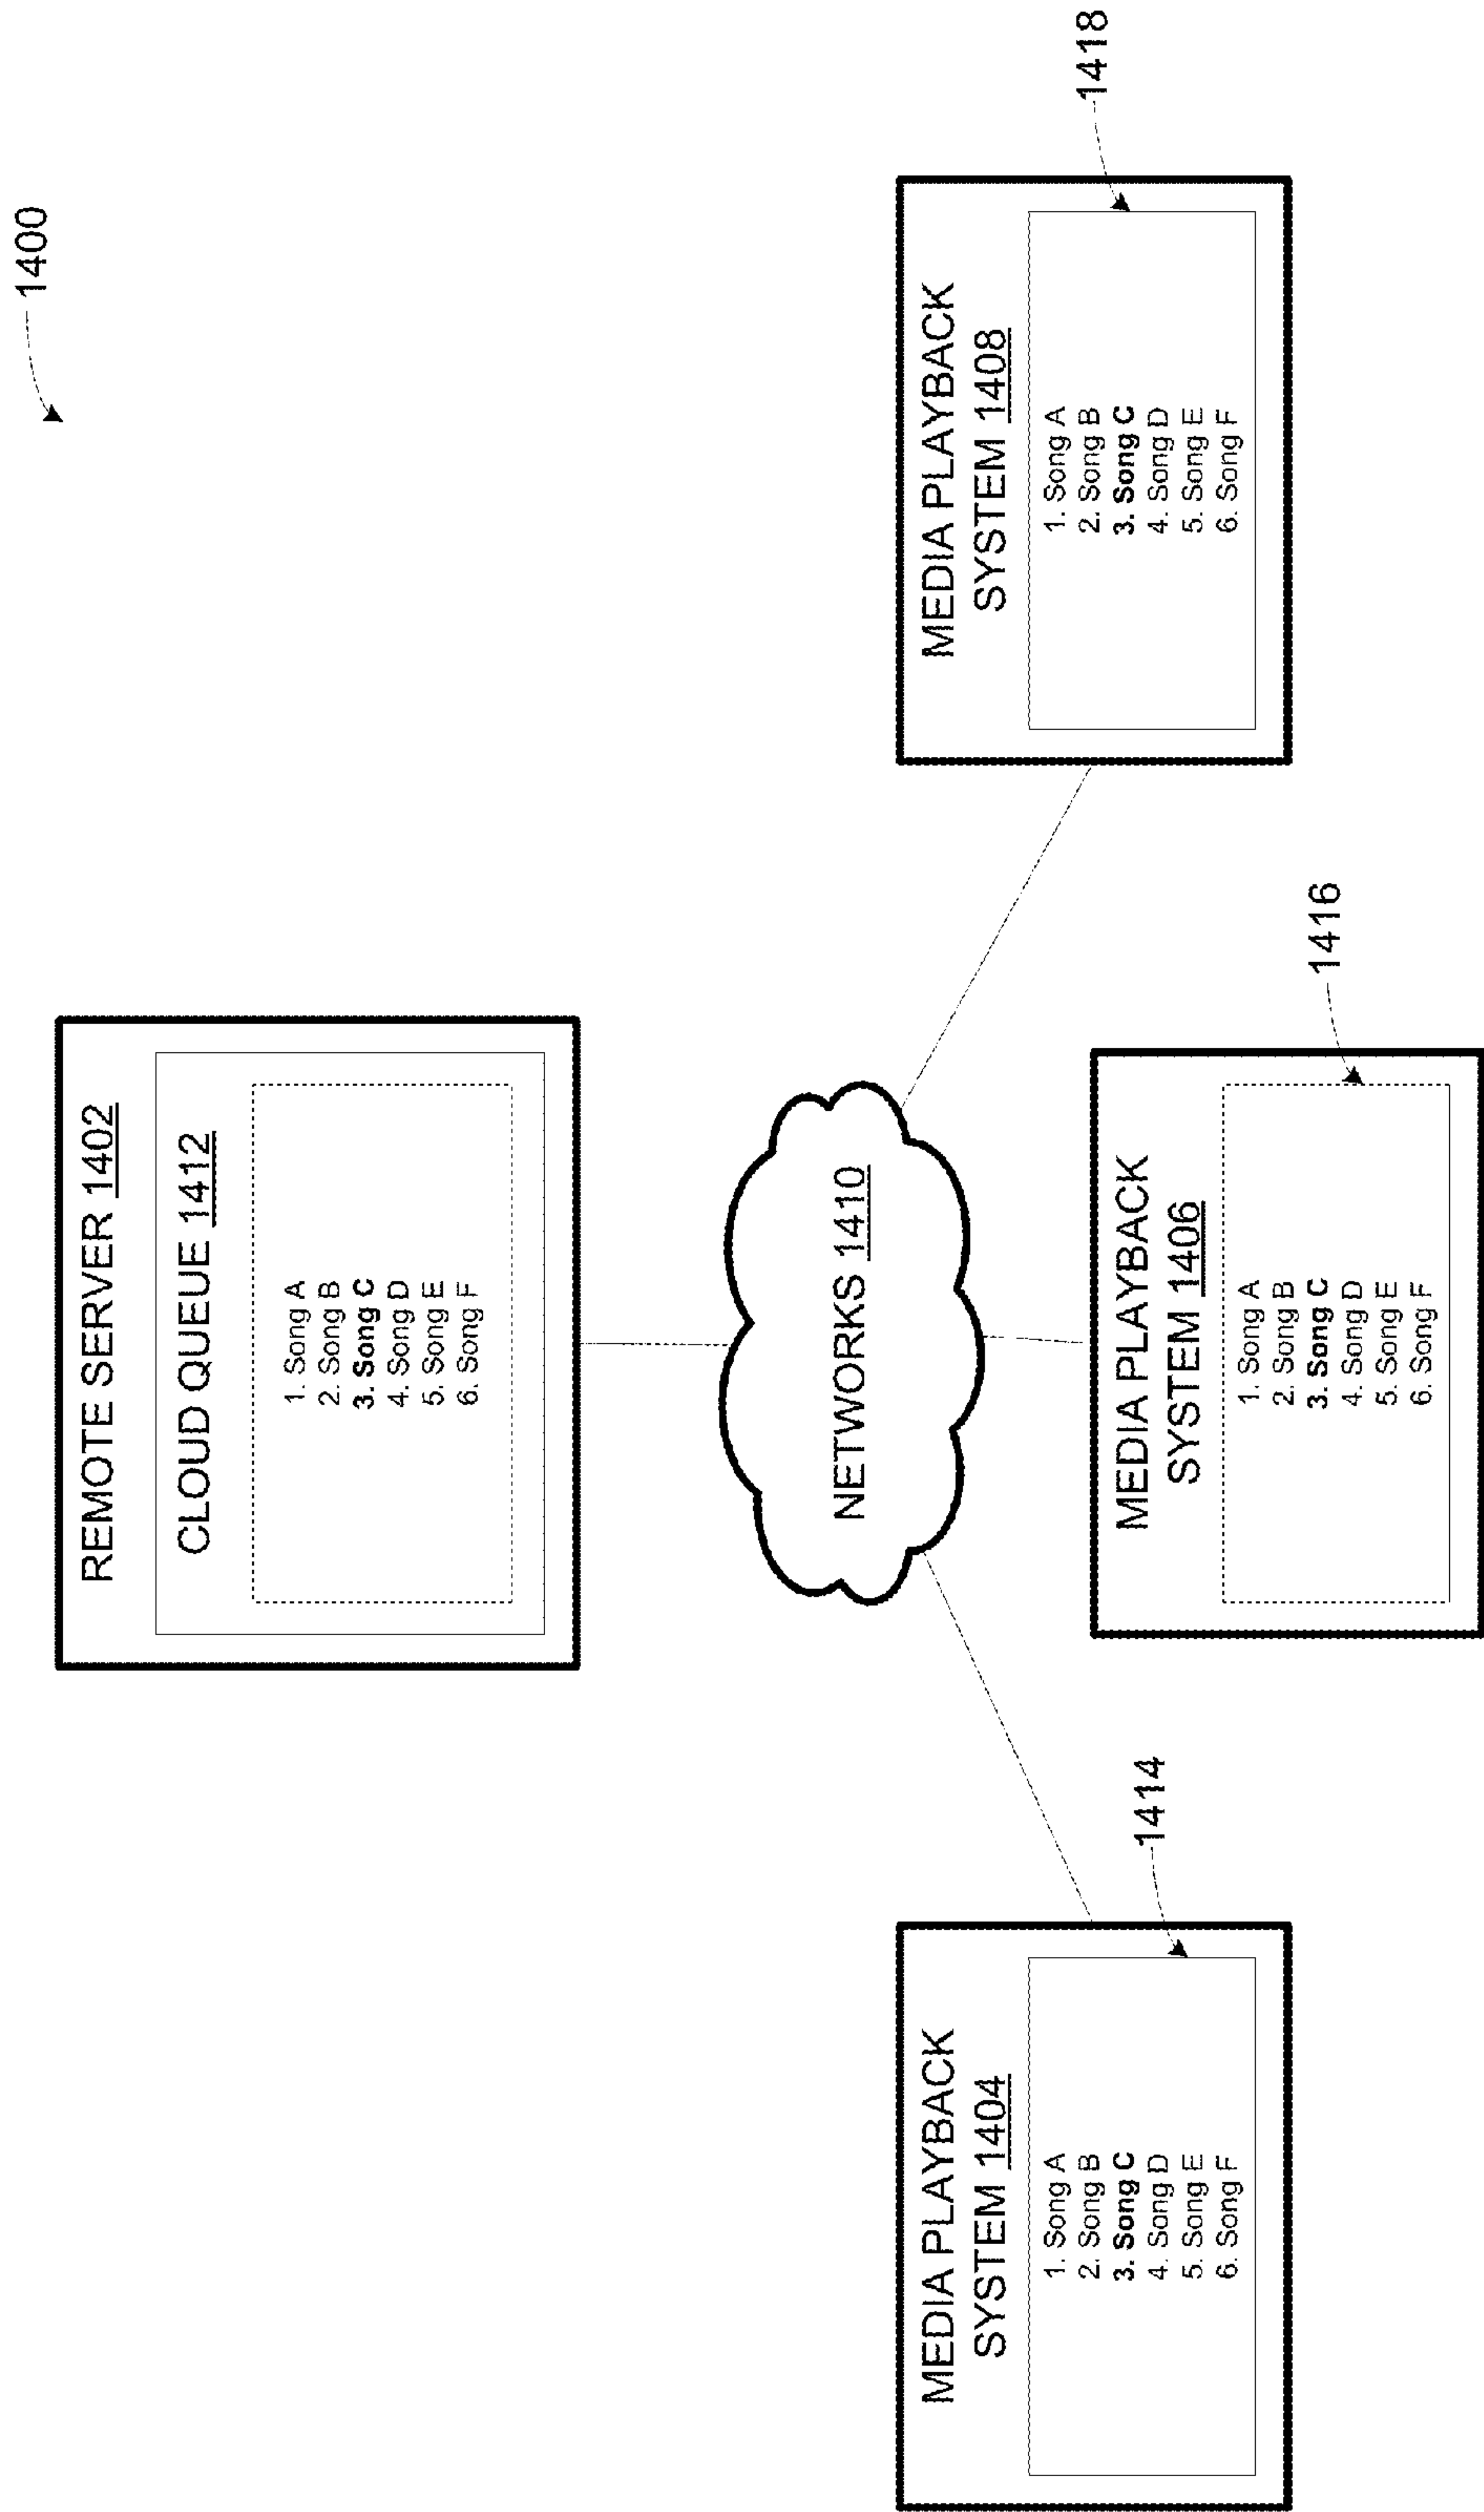 1400
REMOTE SERVER 1402
CLOUD QUEUE 1412
1. Song A
2. Song B
3. Song C
4. Song D
5. Song E
6. Song F
NETWORKS 1410
MEDIA PLAYBACK
SYSTEM 1404
1. Song A
2. Song B
3. Song C
4. Song D
5. Song E
6. Song F
1414
MEDIA PLAYBACK
SYSTEM 1406
1. Song A
2. Song B
3. Song C
4. Song D
5. Song E
6. Song F
1416
MEDIA PLAYBACK
SYSTEM 1408
1. Song A
2. Song B
3. Song C
4. Song D
5. Song E
6. Song F
1418